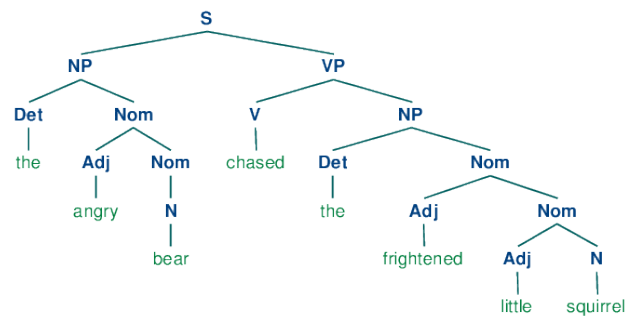 S
NP VP
Det Nom V NP
the Adj Nom chased Det Nom
angry N the Adj Nom
bear frightened Adj N
little squirrel